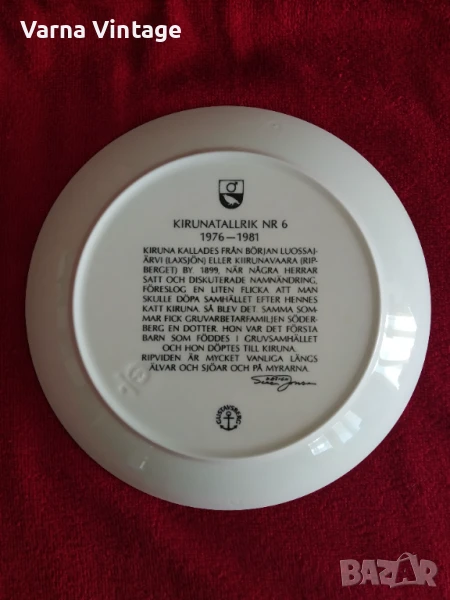 Varna Vintage
KIRUNATALLRIK NR 6
1976–1981
KIRUNA KALLADES FRÅN BÖRJAN LUOSSAJ-
ÄRVI (LAXSJÖN) ELLER KIIRUNAVAARA (RIP-
BERGET) BY. 1899, NÄR NÅGRA HERRAR
SATT OCH DISKUTERADE NAMNÄNDRING,
FÖRESLOG EN LITEN FLICKA ATT MAN
SKULLE DÖPA SAMHÄLLET EFTER HENNES
KATT KIRUNA. SÅ BLEV DET. SAMMA SOM-
MAR FICK GRUVARBETARFAMILJEN SÖDER-
BERG EN DOTTER. HON VAR DET FÖRSTA
BARN SOM FÖDDES I GRUVSAMHÄLLET
OCH HON DÖPTES TILL KIRUNA.
RIPVIDEN ÄR MYCKET VANLIGA LÄNGS
ÄLVAR OCH SJÖAR OCH PÅ MYRARNA.
GUSTAVSBERG
BAZAR